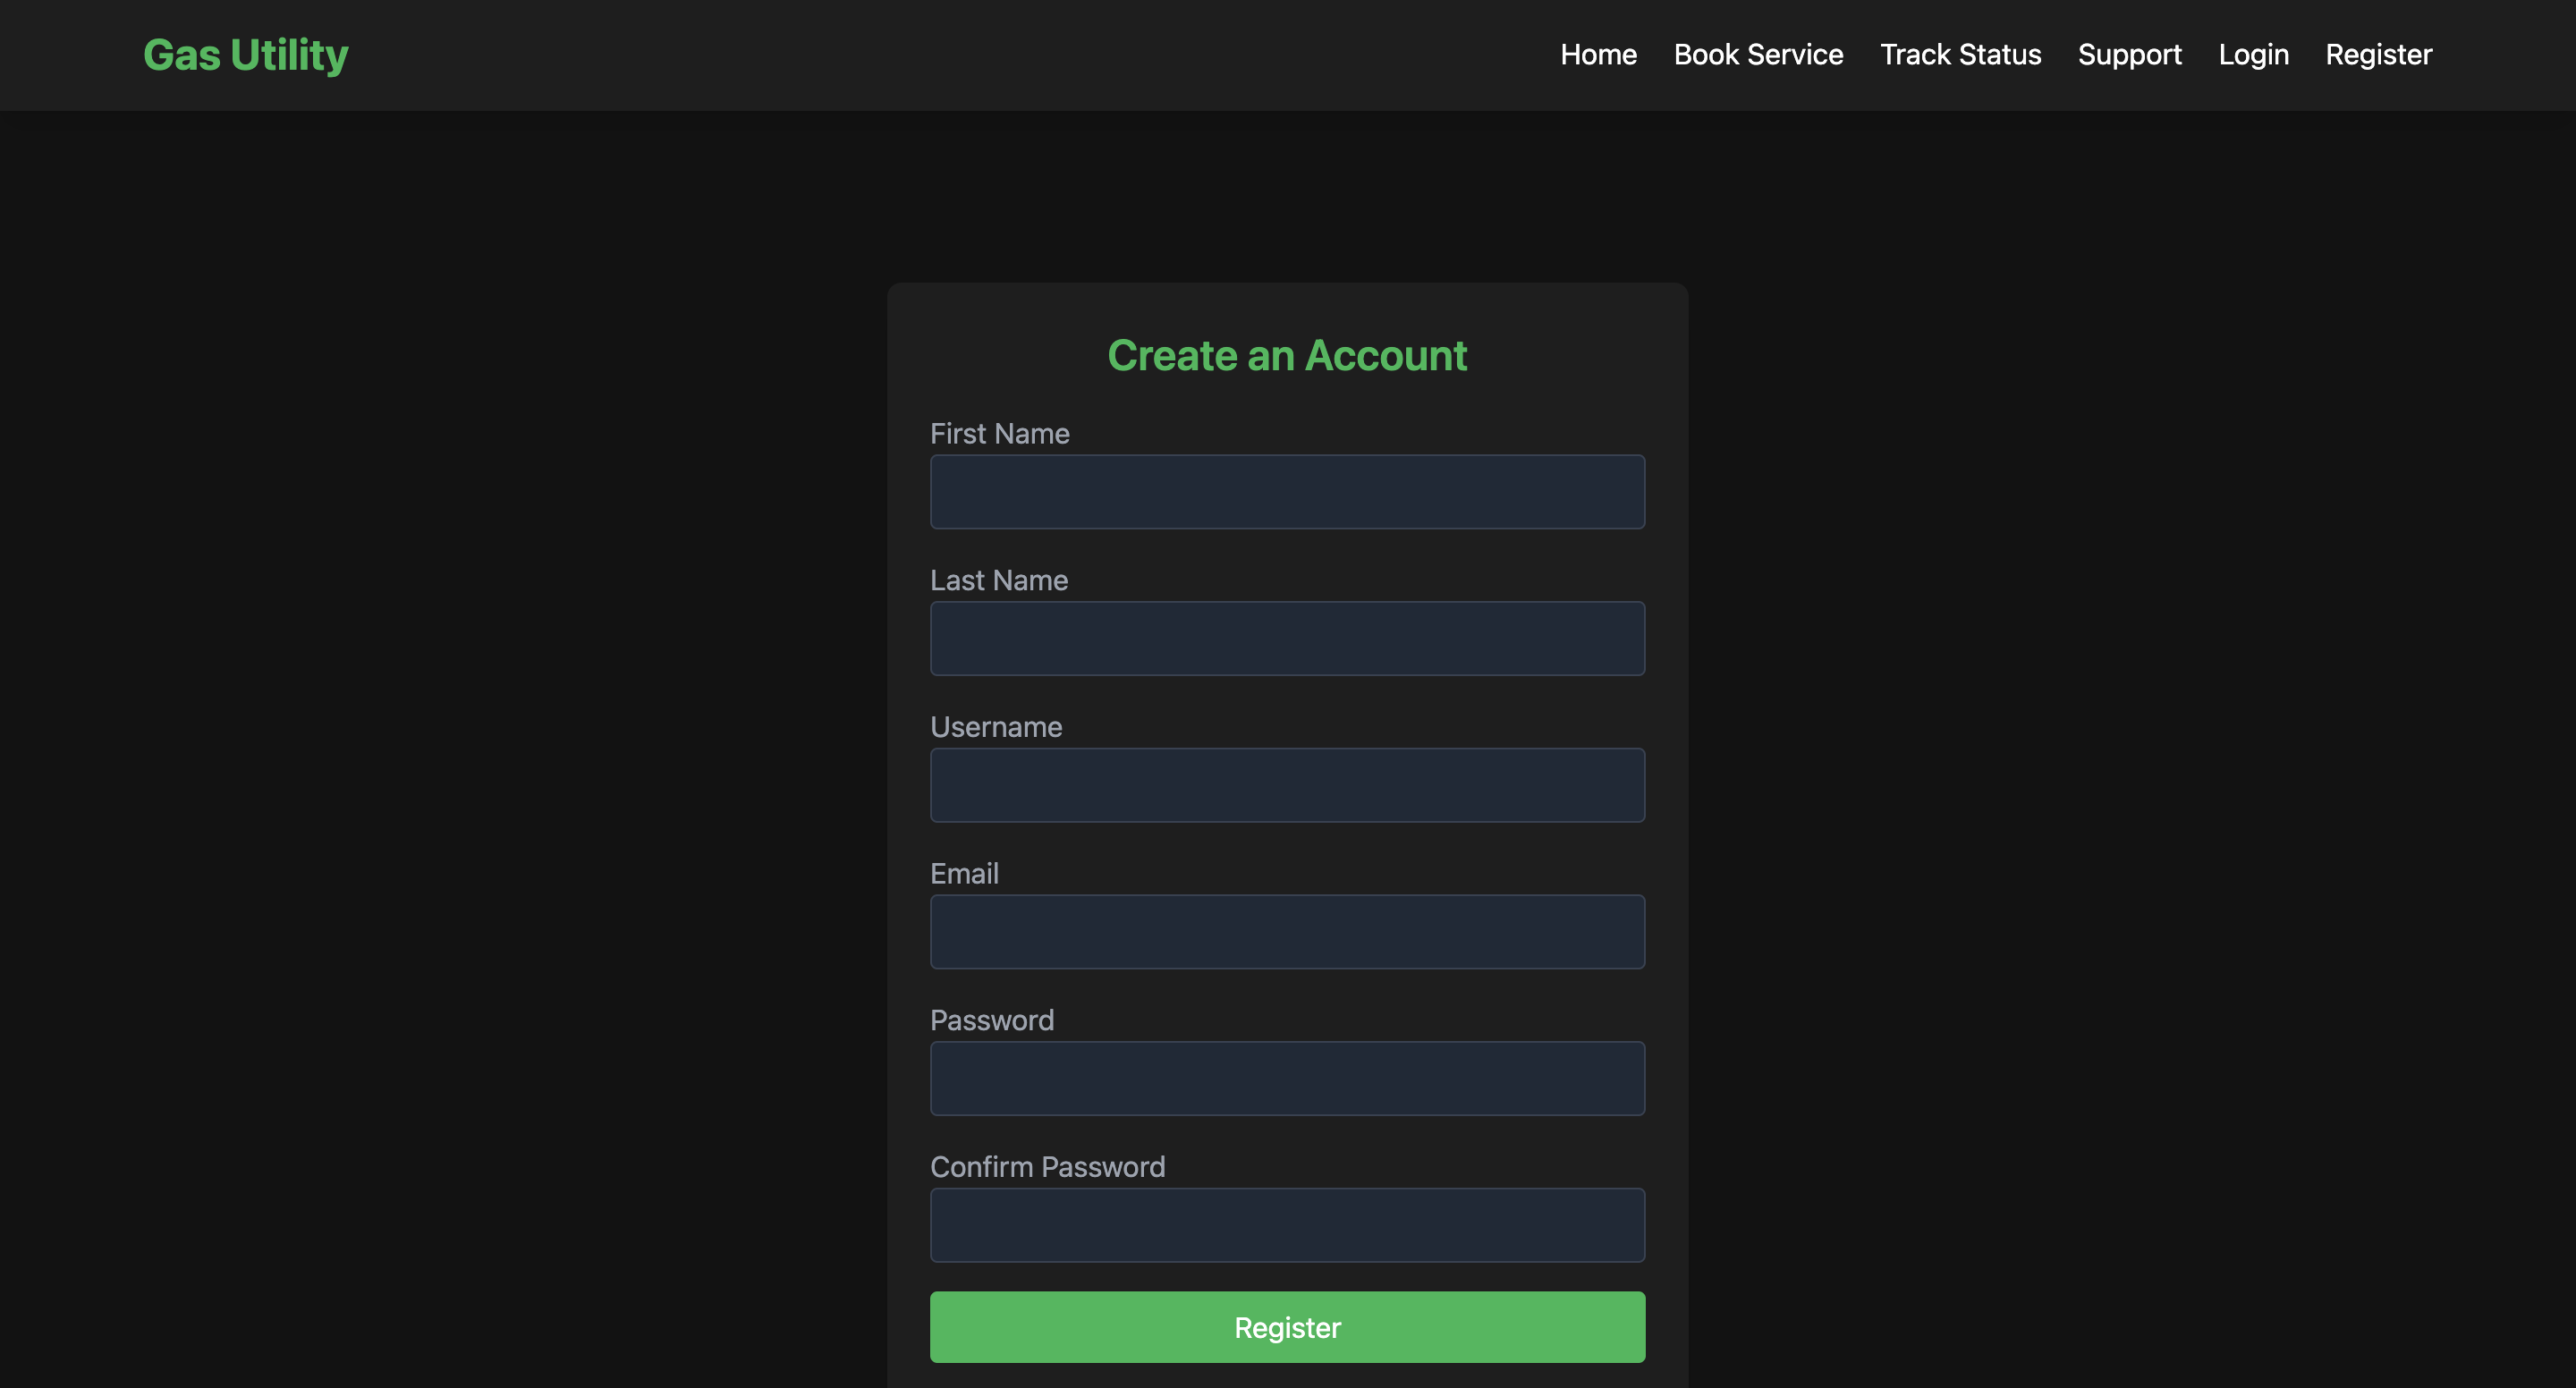 Gas Utility
Home Book Service Track Status Support Login Register
Create an Account
First Name
Last Name
Username
Email
Password
Confirm Password
Register